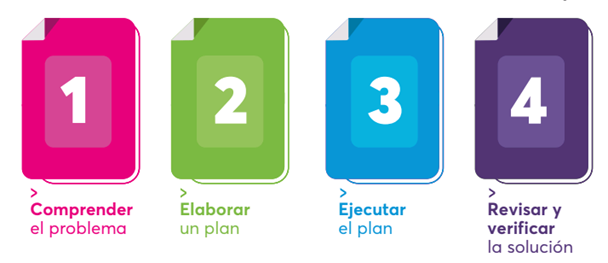 1
2
3
4
>
Comprender
el problema
>
Elaborar
un plan
>
Ejecutar
el plan
>
Revisar y
verificar
la solución